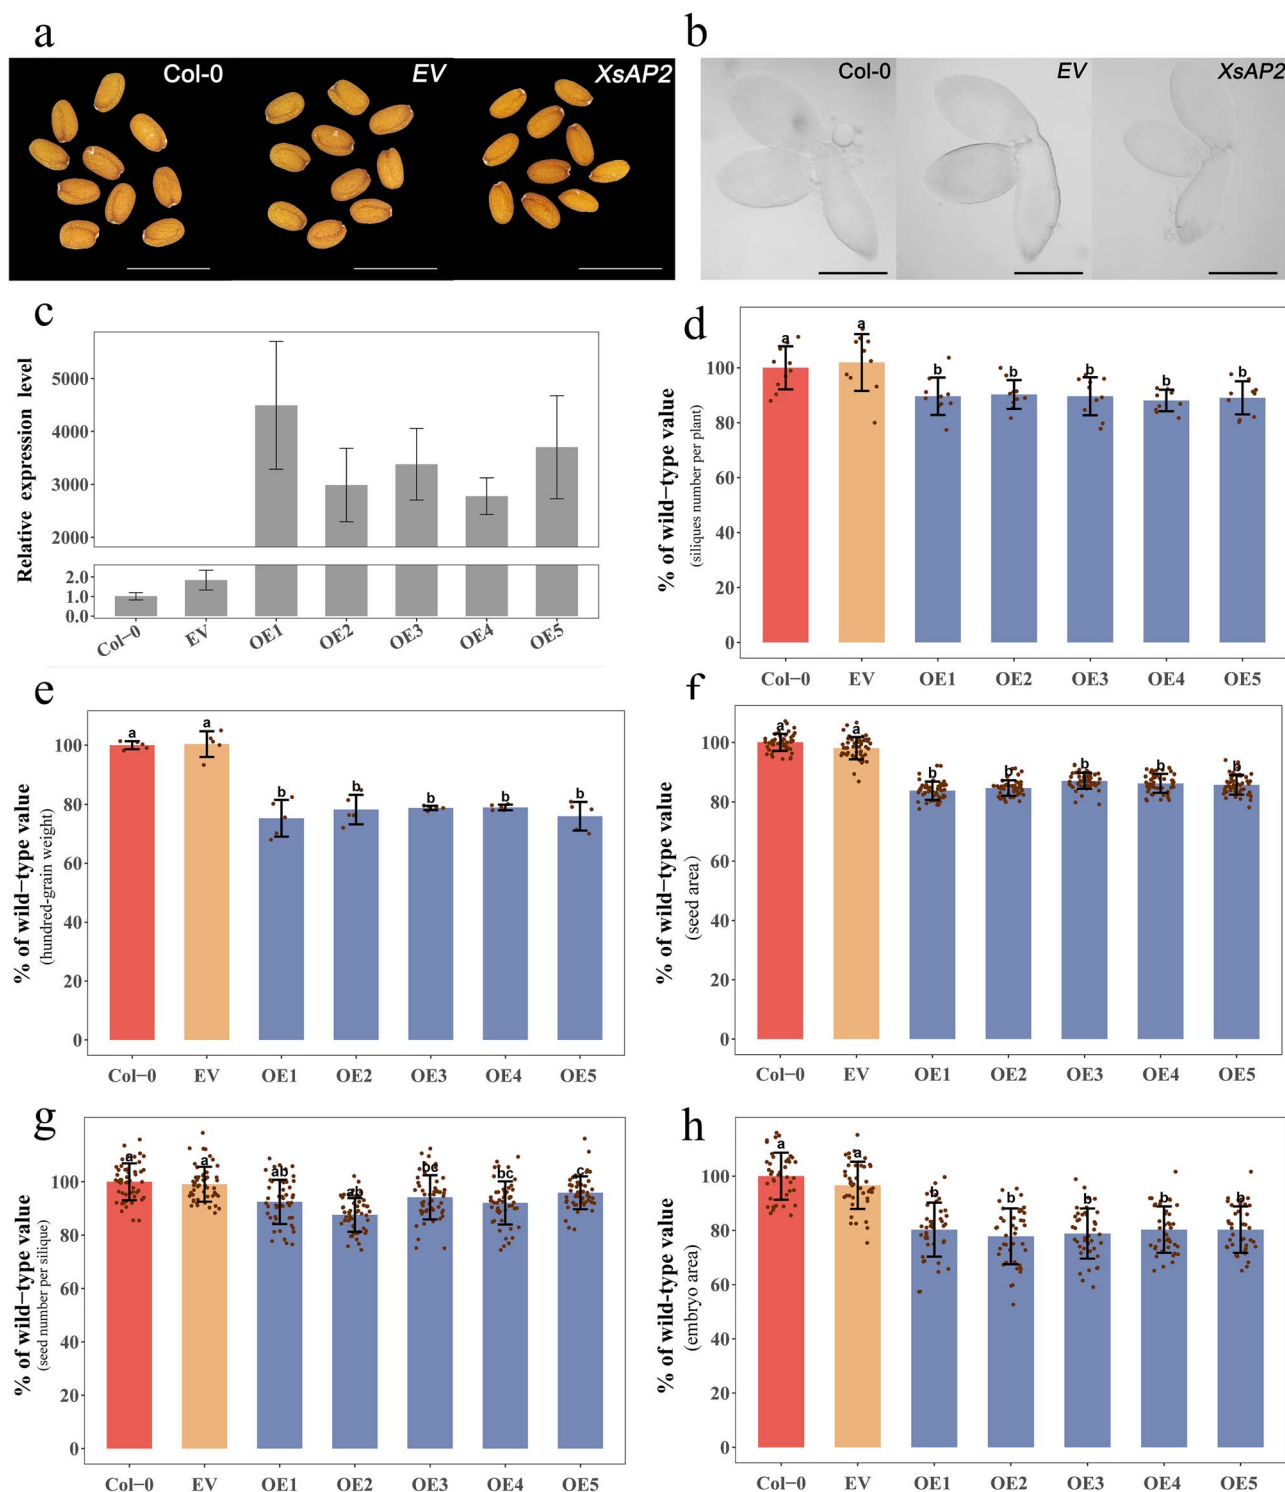 a
Col-0
EV
XsAP2
b
Col-0
EV
XsAP2
c
Relative expression level
5000
4000
3000
2000
2.0
1.0
0.0
Col−0
EV
OE1
OE2
OE3
OE4
OE5
d
% of wild−type value
(siliques number per plant)
100
80
60
40
20
0
a
a
b
b
b
b
b
Col−0
EV
OE1
OE2
OE3
OE4
OE5
e
% of wild−type value
(hundred-grain weight)
100
80
60
40
20
0
a
a
b
b
b
b
b
Col−0
EV
OE1
OE2
OE3
OE4
OE5
f
% of wild−type value
(seed area)
100
80
60
40
20
0
a
a
b
b
b
b
b
Col−0
EV
OE1
OE2
OE3
OE4
OE5
g
% of wild−type value
(seed number per silique)
100
80
60
40
20
0
a
a
ab
ab
bc
bc
c
Col−0
EV
OE1
OE2
OE3
OE4
OE5
h
% of wild-type value
(embryo area)
100
80
60
40
20
0
a
a
b
b
b
b
b
Col−0
EV
OE1
OE2
OE3
OE4
OE5